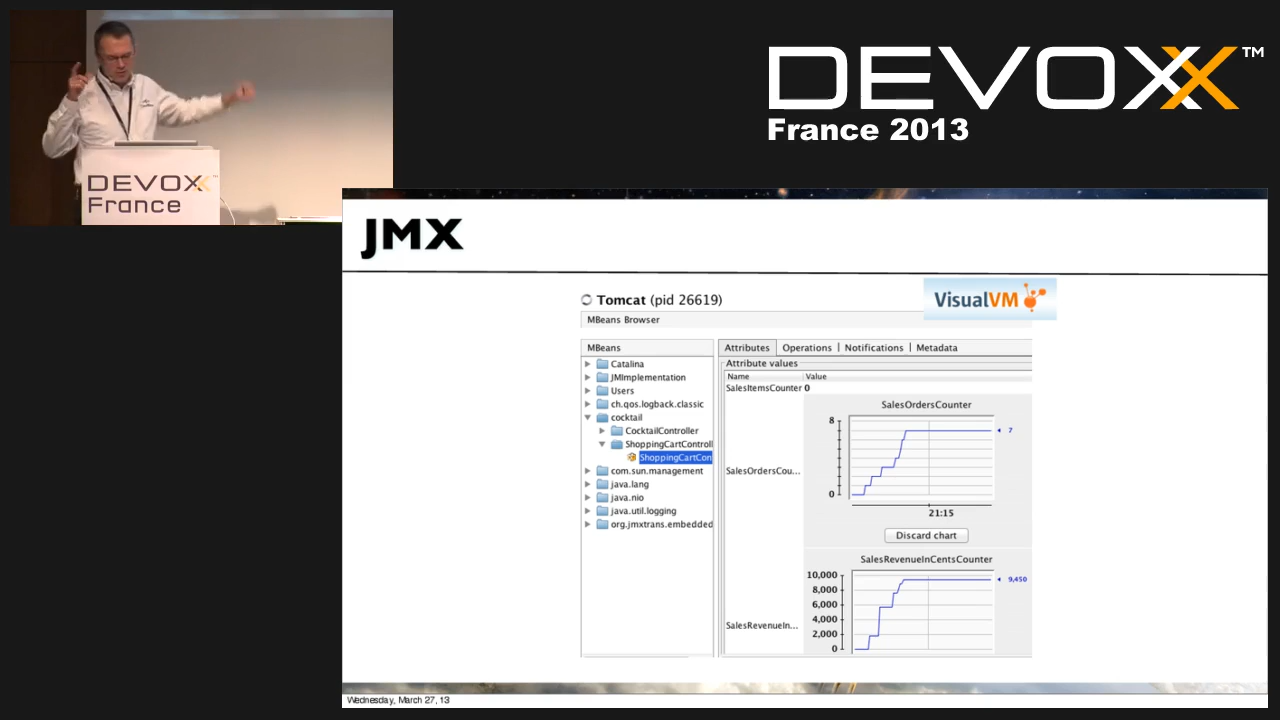 DEVOXX™
France 2013
DEVOXX™
France
JMX
Tomcat (pid 26619)
VisualVM
MBeans Browser
MBeans
Attributes
Operations
Notifications
Metadata
Attribute values
Name
Value
Catalina
JMImplementation
Users
ch.qos.logback.classic
cocktail
CocktailController
ShoppingCartControll
ShoppingCartCon
com.sun.management
java.lang
java.nio
java.util.logging
org.jmxtrans.embedded
SalesItemsCounter 0
SalesOrdersCou...
SalesOrdersCounter
8
7
0
21:15
Discard chart
SalesRevenueIn...
SalesRevenueInCentsCounter
10,000
9,450
8,000
6,000
4,000
2,000
0
Wednesday, March 27, 13